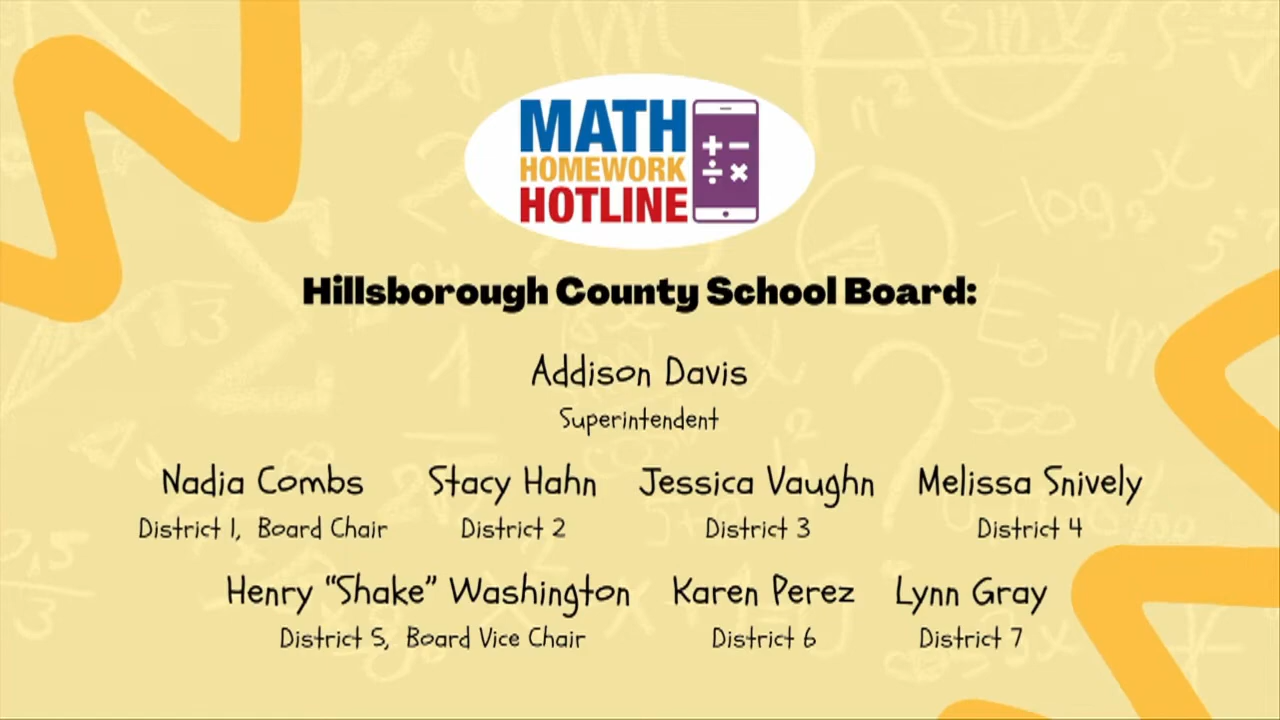 MATH
HOMEWORK
HOTLINE
Hillsborough County School Board:
Addison Davis
Superintendent
Nadia Combs Stacy Hahn Jessica Vaughn Melissa Snively
District 1, Board Chair District 2 District 3 District 4
Henry “Shake” Washington Karen Perez Lynn Gray
District 5, Board Vice Chair District 6 District 7